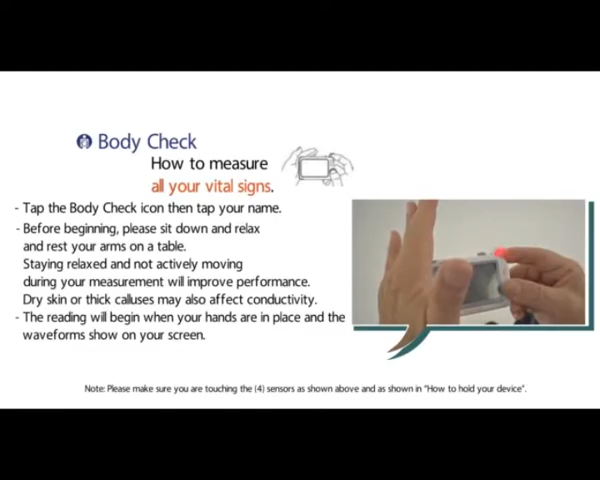 Body Check
How to measure
all your vital signs.
- Tap the Body Check icon then tap your name.
- Before beginning, please sit down and relax
and rest your arms on a table.
Staying relaxed and not actively moving
during your measurement will improve performance.
Dry skin or thick calluses may also affect conductivity.
- The reading will begin when your hands are in place and the
waveforms show on your screen.
Note: Please make sure you are touching the (4) sensors as shown above and as shown in "How to hold your device".